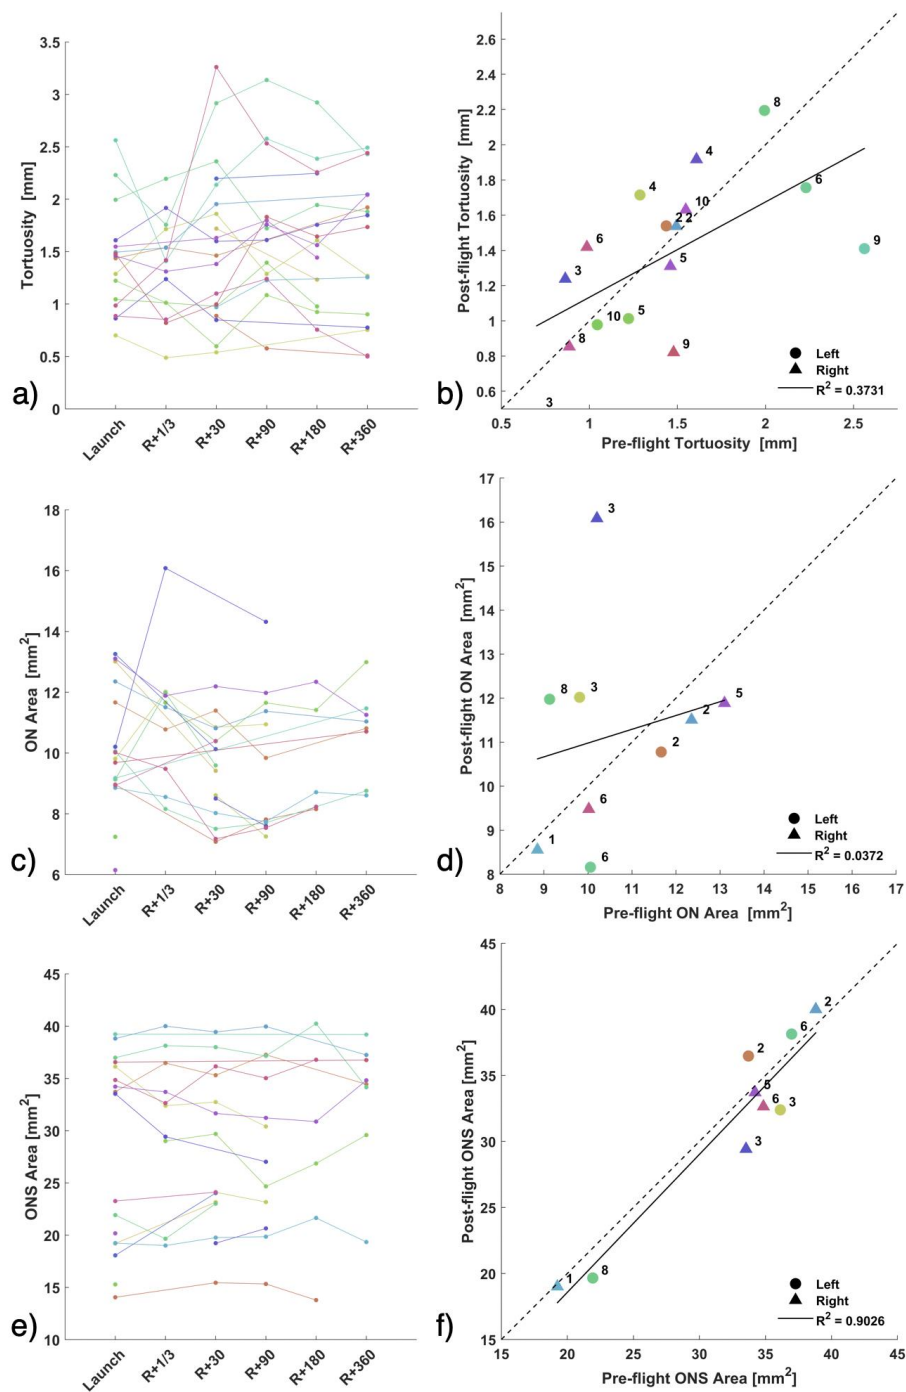 3.5
3
2.5
2
1.5
1
0.5
0
Tortuosity [mm]
Launch
R+1/3
R+30
R+90
R+180
R+360
a)
2.6
2.4
2.2
2
1.8
1.6
1.4
1.2
1
0.8
0.6
Post-flight Tortuosity [mm]
8
4
6
4
10
2
2
9
6
5
3
10
5
8
9
3
Left
Right
R² = 0.3731
0.5
1
1.5
2
2.5
Pre-flight Tortuosity [mm]
b)
18
16
14
12
10
8
6
ON Area [mm²]
Launch
R+1/3
R+30
R+90
R+180
R+360
c)
17
16
15
14
13
12
11
10
9
8
Post-flight ON Area [mm²]
3
8
3
5
2
2
6
1
6
Left
Right
R² = 0.0372
8
9
10
11
12
13
14
15
16
17
Pre-flight ON Area [mm²]
d)
45
40
35
30
25
20
15
10
ONS Area [mm²]
Launch
R+1/3
R+30
R+90
R+180
R+360
e)
45
40
35
30
25
20
15
Post-flight ONS Area [mm²]
2
6
2
5
6
3
3
1
8
Left
Right
R² = 0.9026
15
20
25
30
35
40
45
Pre-flight ONS Area [mm²]
f)